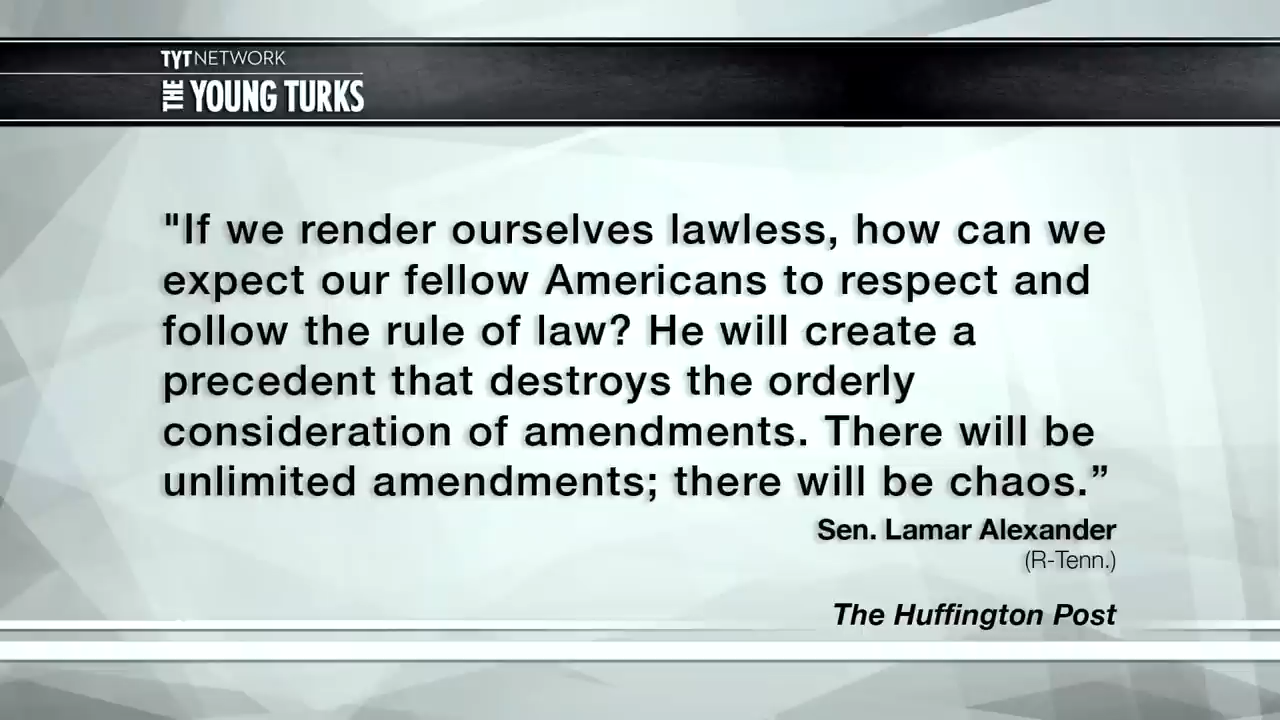 TYTNETWORK
THE YOUNG TURKS
"If we render ourselves lawless, how can we
expect our fellow Americans to respect and
follow the rule of law? He will create a
precedent that destroys the orderly
consideration of amendments. There will be
unlimited amendments; there will be chaos.”
Sen. Lamar Alexander
(R-Tenn.)
The Huffington Post